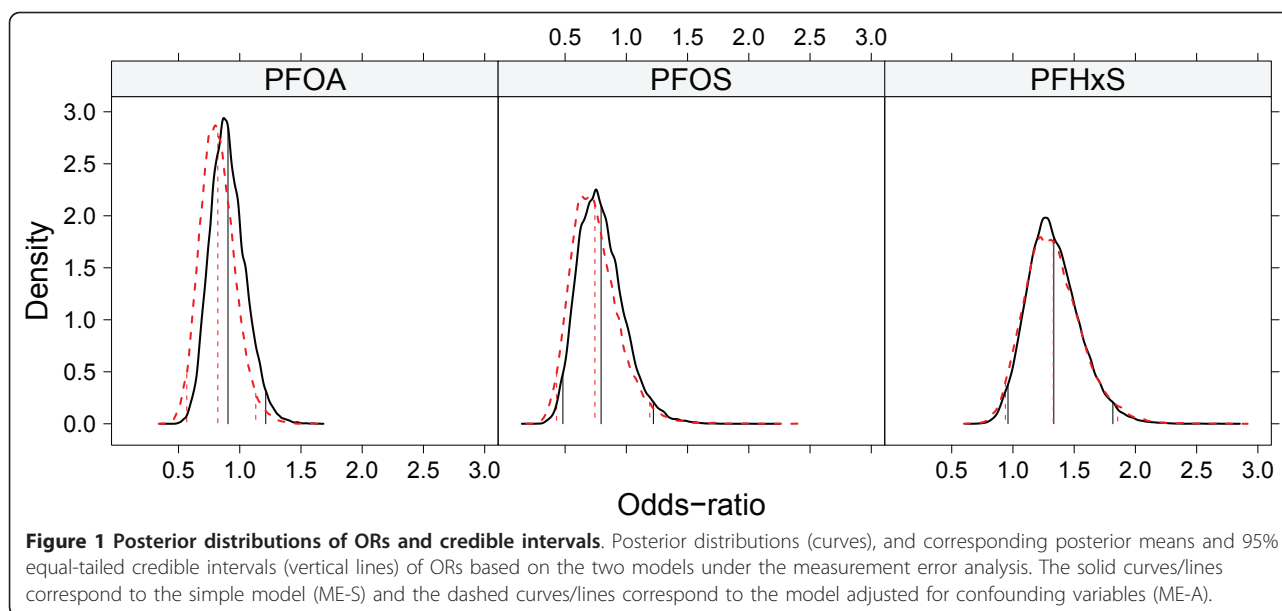 0.5 1.0 1.5 2.0 2.5 3.0
PFOA PFOS PFHxS
3.0
2.5
2.0
1.5
1.0
0.5
0.0
Density
0.5 1.0 1.5 2.0 2.5 3.0 0.5 1.0 1.5 2.0 2.5 3.0
Odds−ratio
Figure 1 Posterior distributions of ORs and credible intervals. Posterior distributions (curves), and corresponding posterior means and 95%
equal-tailed credible intervals (vertical lines) of ORs based on the two models under the measurement error analysis. The solid curves/lines
correspond to the simple model (ME-S) and the dashed curves/lines correspond to the model adjusted for confounding variables (ME-A).